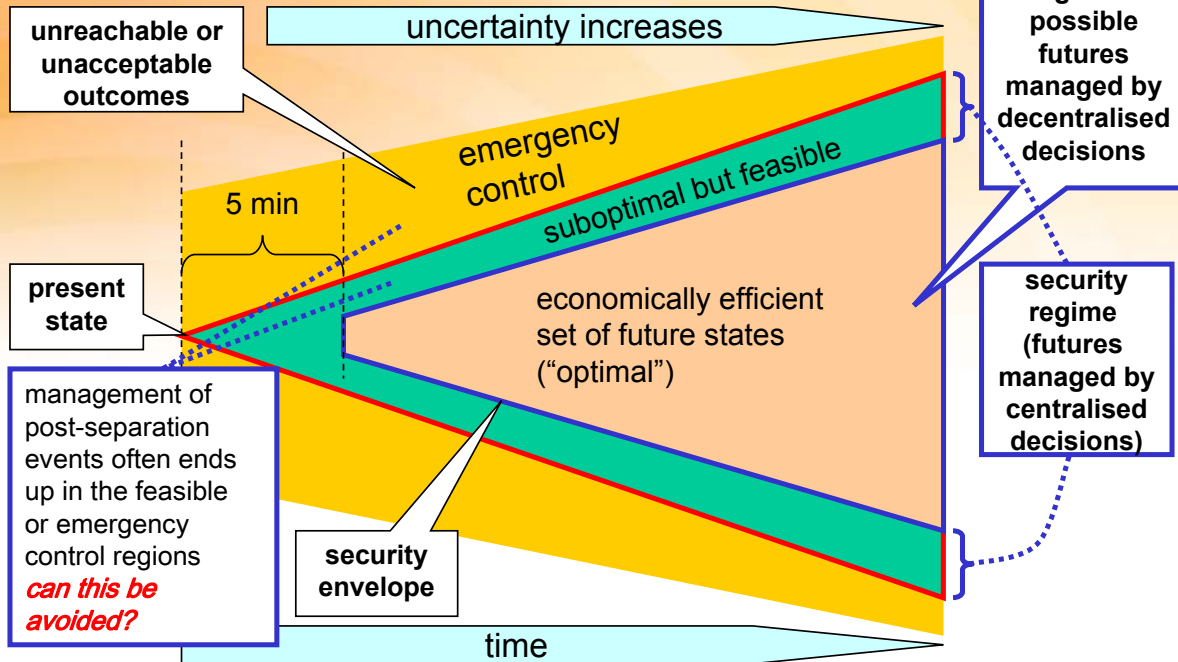 uncertainty increases
unreachable or
unacceptable
outcomes
possible
futures
managed by
decentralised
decisions
emergency
control
suboptimal but feasible
5 min
present
state
economically efficient
set of future states
(“optimal”)
security
regime
(futures
managed by
centralised
decisions)
management of
post-separation
events often ends
up in the feasible
or emergency
control regions
can this be
avoided?
security
envelope
time